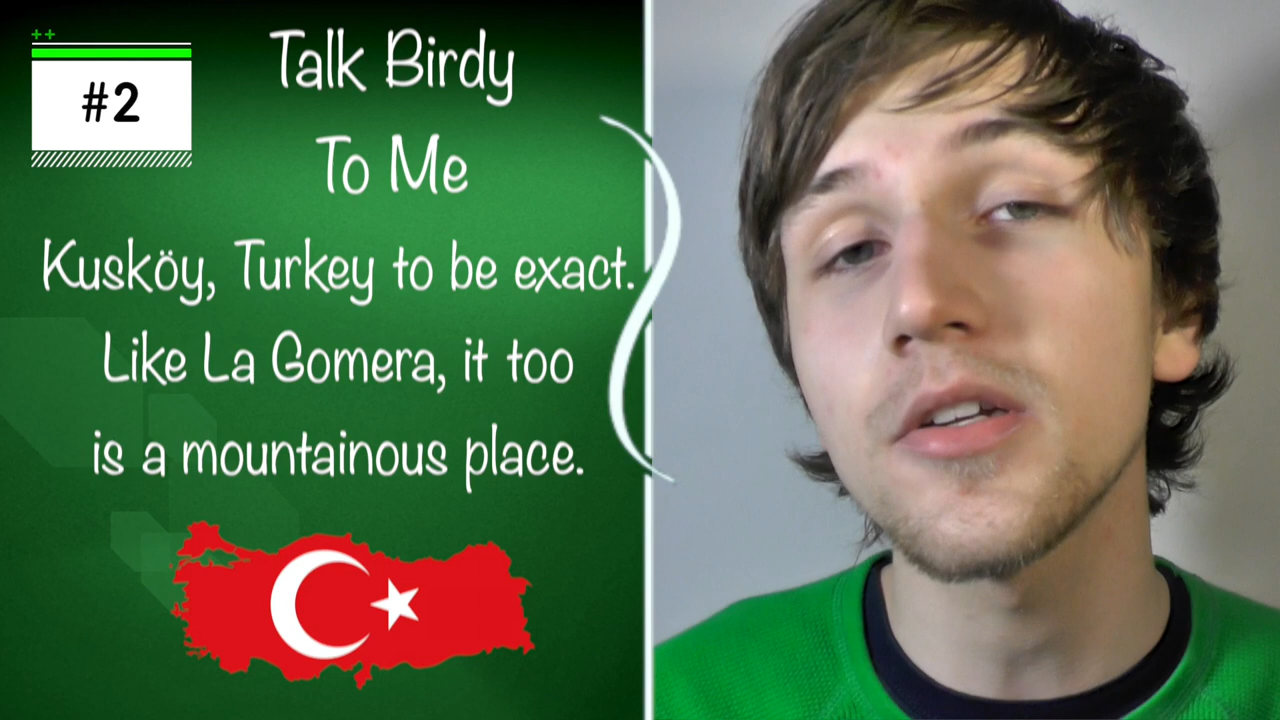 #2
Talk Birdy
To Me
Kusköy, Turkey to be exact.
Like La Gomera, it too
is a mountainous place.